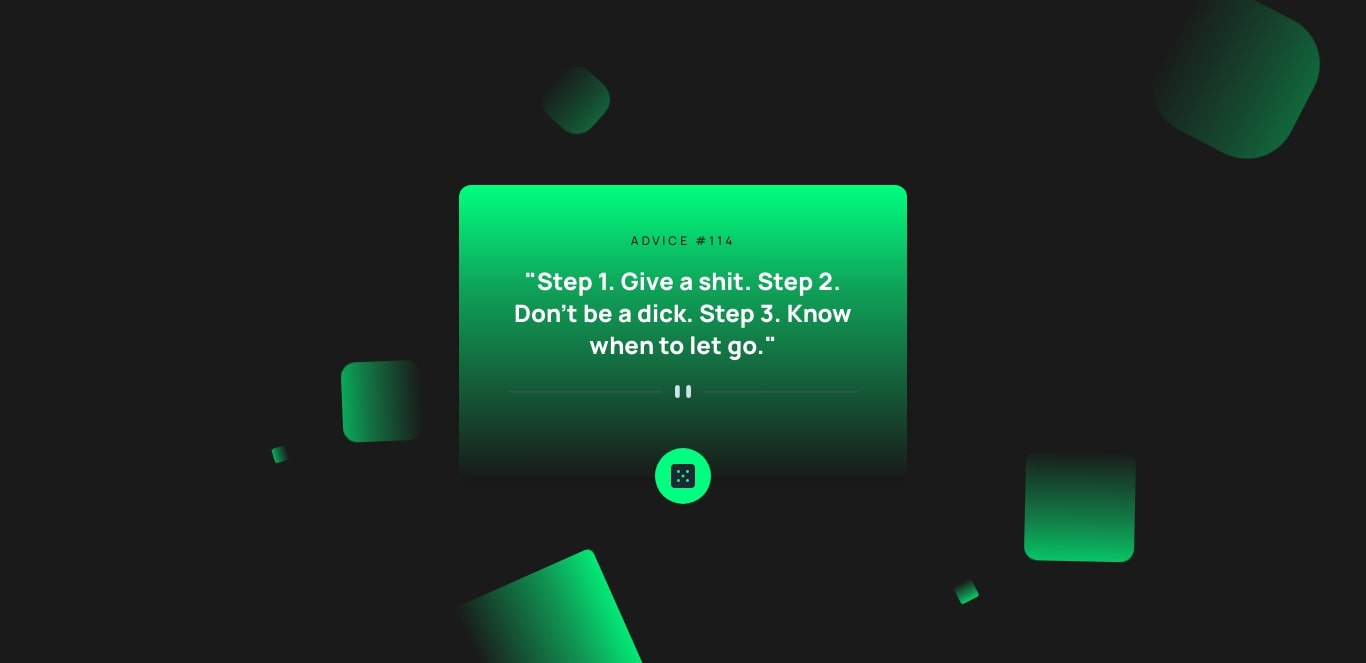 ADVICE #114
"Step 1. Give a shit. Step 2.
Don’t be a dick. Step 3. Know
when to let go."